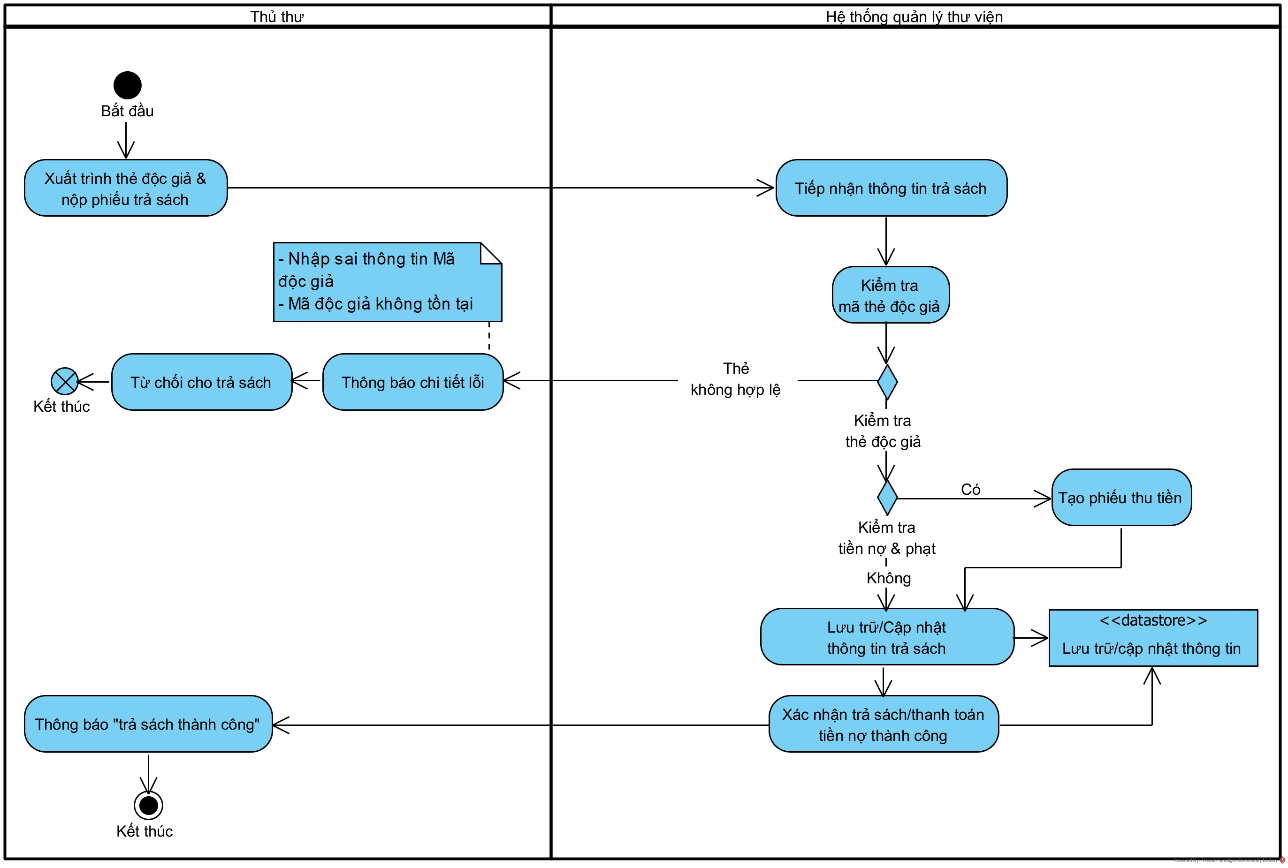 Thủ thư
Hệ thống quản lý thư viện
Bắt đầu
Xuất trình thẻ độc giả &
nộp phiếu trả sách
Tiếp nhận thông tin trả sách
- Nhập sai thông tin Mã
độc giả
- Mã độc giả không tồn tại
Kiểm tra
mã thẻ độc giả
Thẻ
không hợp lệ
Thông báo chi tiết lỗi
Từ chối cho trả sách
Kết thúc
Kiểm tra
thẻ độc giả
Có
Tạo phiếu thu tiền
Kiểm tra
tiền nợ & phạt
Không
Lưu trữ/Cập nhật
thông tin trả sách
<<datastore>>
Lưu trữ/cập nhật thông tin
Xác nhận trả sách/thanh toán
tiền nợ thành công
Thông báo "trả sách thành công"
Kết thúc